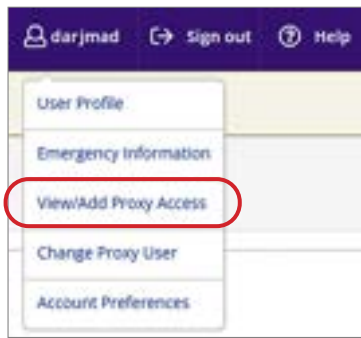 darjmad Sign out Help
User Profile
Emergency Information
View/Add Proxy Access
Change Proxy User
Account Preferences